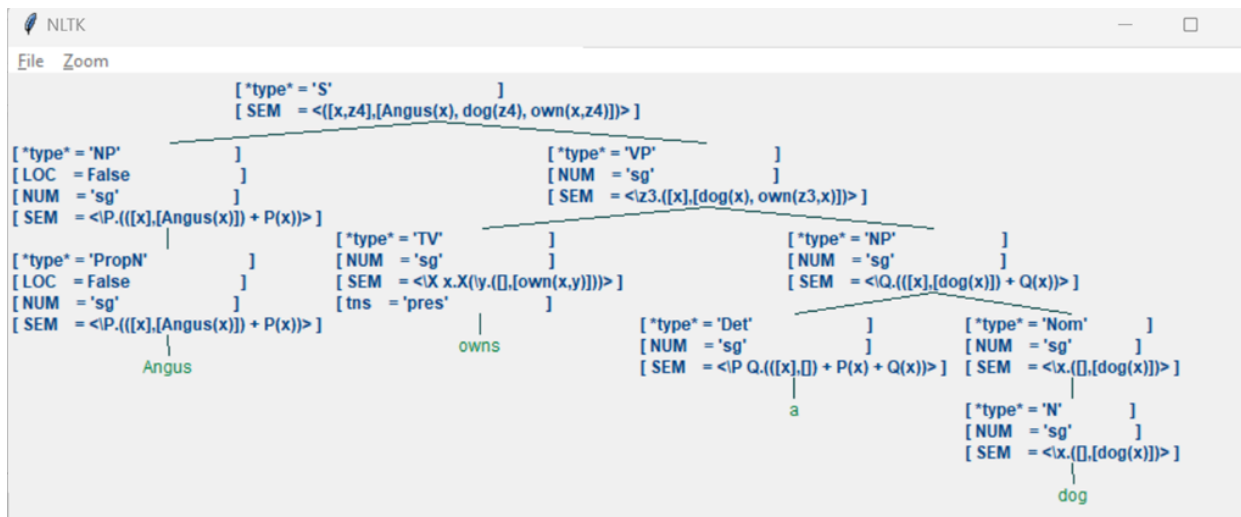 NLTK
File Zoom
[ *type* = 'S' ]
[ SEM = <([x,z4],[Angus(x), dog(z4), own(x,z4)])> ]
[ *type* = 'NP' ]
[ LOC = False ]
[ NUM = 'sg' ]
[ SEM = <\P.(([x],[Angus(x)]) + P(x))> ]
[ *type* = 'VP' ]
[ NUM = 'sg' ]
[ SEM = <\z3.([x],[dog(x), own(z3,x)])> ]
[ *type* = 'PropN' ]
[ LOC = False ]
[ NUM = 'sg' ]
[ SEM = <\P.(([x],[Angus(x)]) + P(x))> ]
Angus
[ *type* = 'TV' ]
[ NUM = 'sg' ]
[ SEM = <\X x.X(\y.([],[own(x,y)]))> ]
[ tns = 'pres' ]
owns
[ *type* = 'NP' ]
[ NUM = 'sg' ]
[ SEM = <\Q.(([x],[dog(x)]) + Q(x))> ]
[ *type* = 'Det' ]
[ NUM = 'sg' ]
[ SEM = <\P Q.(([x],[]) + P(x) + Q(x))> ]
a
[ *type* = 'Nom' ]
[ NUM = 'sg' ]
[ SEM = <\x.([],[dog(x)])> ]
[ *type* = 'N' ]
[ NUM = 'sg' ]
[ SEM = <\x.([],[dog(x)])> ]
dog